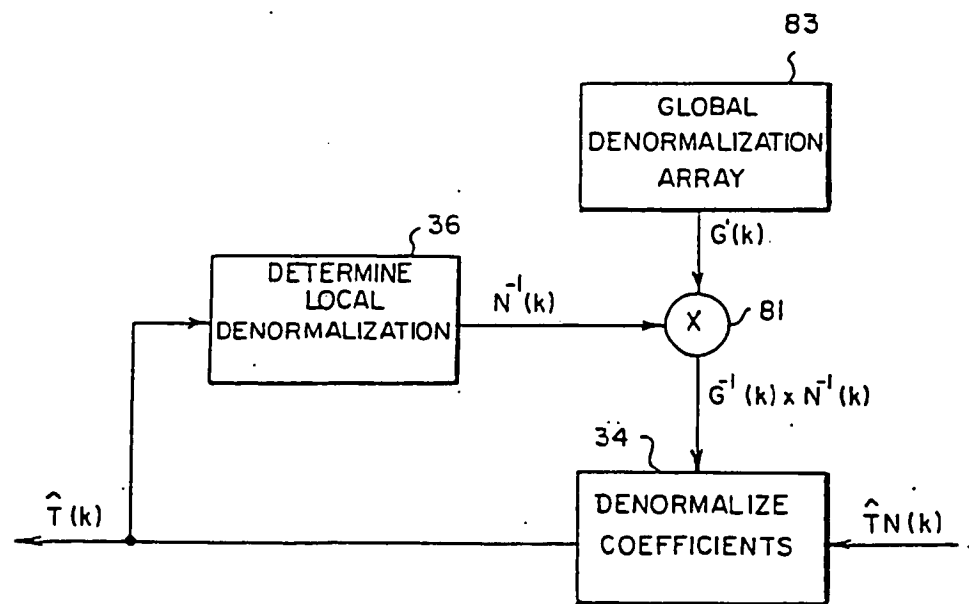 83
GLOBAL
DENORMALIZATION
ARRAY
G'(k)
36
DETERMINE
LOCAL
DENORMALIZATION
N⁻¹(k)
X
81
G⁻¹(k) x N⁻¹(k)
34
DENORMALIZE
COEFFICIENTS
T̂(k)
T̂N(k)